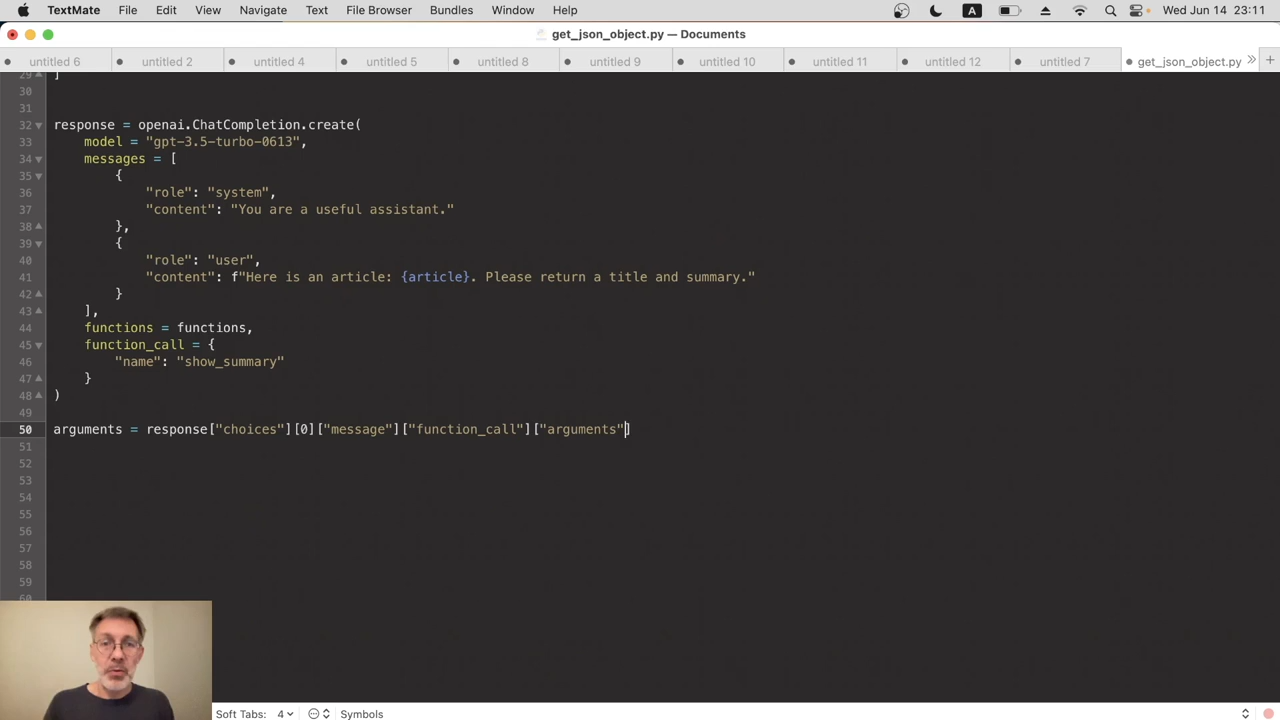 TextMate File Edit View Navigate Text File Browser Bundles Window Help A Wed Jun 14 23:11
get_json_object.py — Documents
untitled 6 untitled 2 untitled 4 untitled 5 untitled 8 untitled 9 untitled 10 untitled 11 untitled 12 untitled 7 get_json_object.py
29 ]
30
31
32 response = openai.ChatCompletion.create(
33 model = "gpt-3.5-turbo-0613",
34 messages = [
35 {
36 "role": "system",
37 "content": "You are a useful assistant."
38 },
39 {
40 "role": "user",
41 "content": f"Here is an article: {article}. Please return a title and summary."
42 }
43 ],
44 functions = functions,
45 function_call = {
46 "name": "show_summary"
47 }
48 )
49
50 arguments = response["choices"][0]["message"]["function_call"]["arguments"]
51
52
53
54
55
56
57
58
59
60
Soft Tabs: 4 Symbols